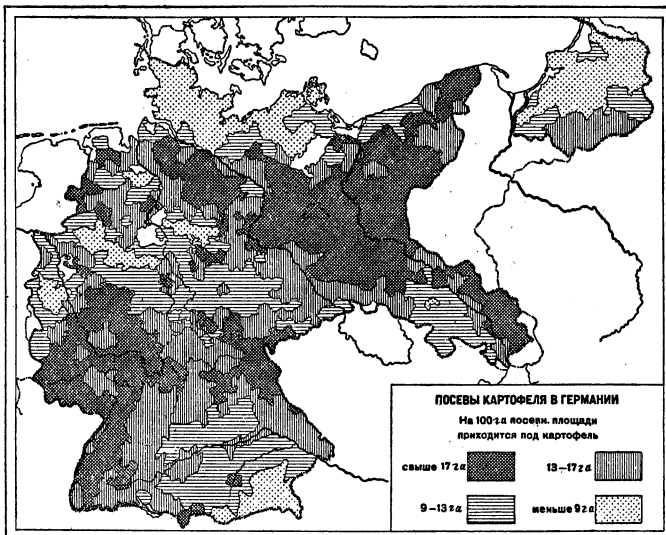 ПОСЕВЫ КАРТОФЕЛЯ В ГЕРМАНИИ
На 100 га посевн. площади
приходится под картофель
свыше 17 га
13–17 га
9–13 га
меньше 9 га